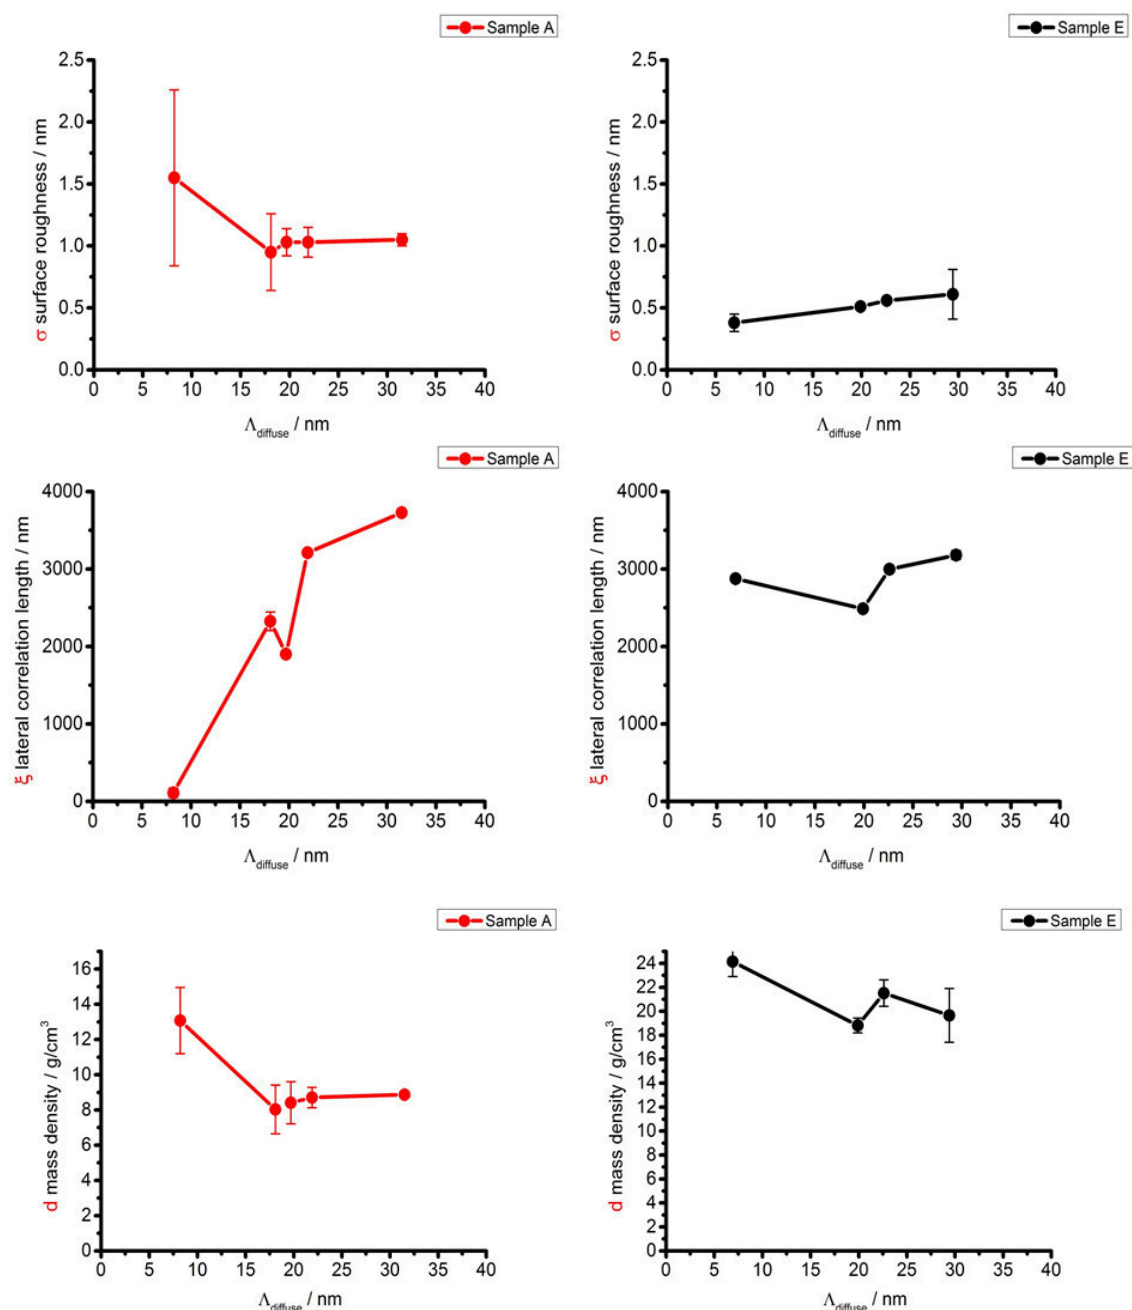 Sample A
2.5
2.0
1.5
1.0
0.5
0.0
0 5 10 15 20 25 30 35 40
σ surface roughness / nm
Λdiffuse / nm
Sample E
2.5
2.0
1.5
1.0
0.5
0.0
0 5 10 15 20 25 30 35 40
σ surface roughness / nm
Λdiffuse / nm
Sample A
4000
3000
2000
1000
0
0 5 10 15 20 25 30 35 40
ξ lateral correlation length / nm
Λdiffuse / nm
Sample E
4000
3000
2000
1000
0
0 5 10 15 20 25 30 35 40
ξ lateral correlation length / nm
Λdiffuse / nm
Sample A
16
14
12
10
8
6
4
2
0
0 5 10 15 20 25 30 35 40
d mass density / g/cm³
Λdiffuse / nm
Sample E
24
22
20
18
16
14
12
10
8
6
4
2
0
0 5 10 15 20 25 30 35 40
d mass density / g/cm³
Λdiffuse / nm